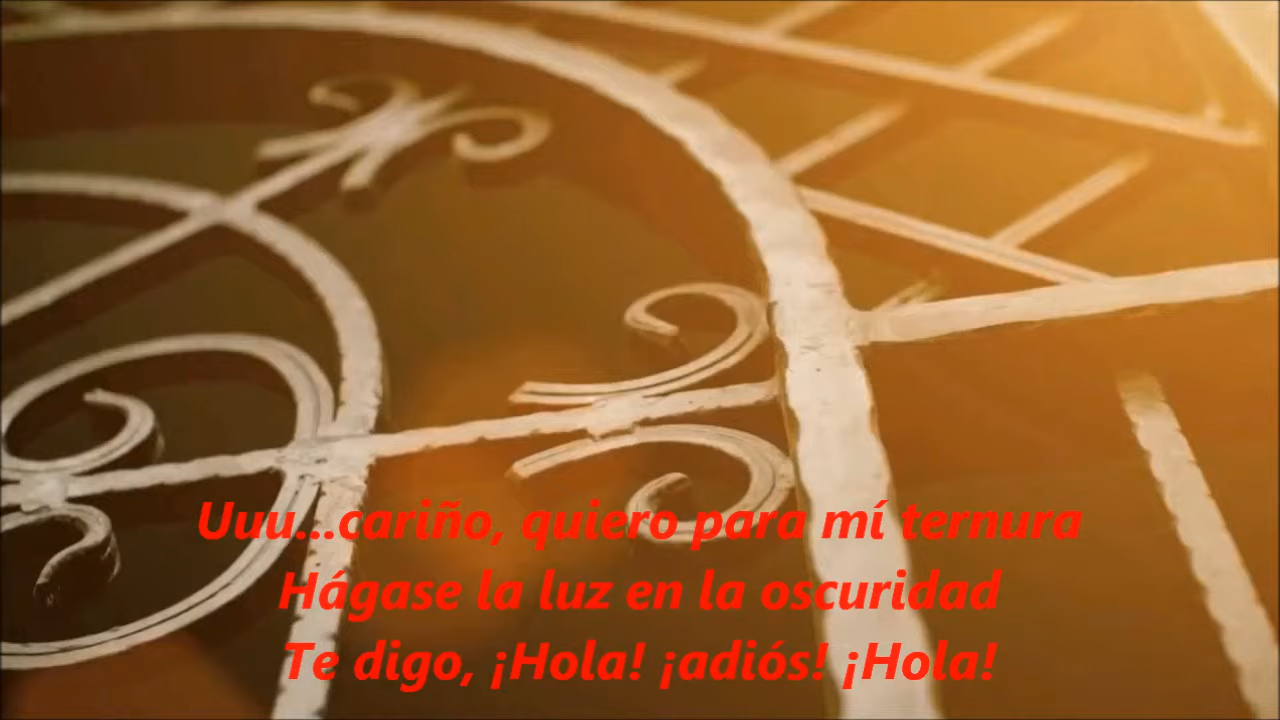 Uuu...cariño, quiero para mí ternura
Hágase la luz en la oscuridad
Te digo, ¡Hola! ¡adiós! ¡Hola!